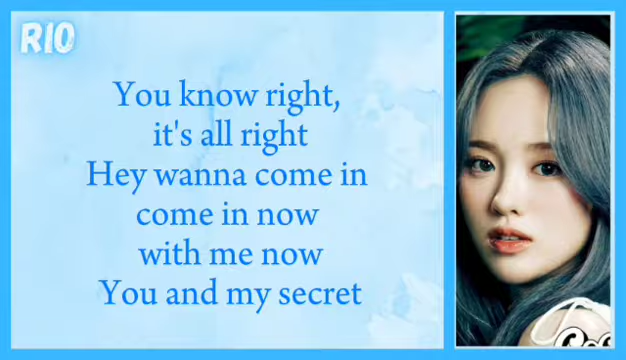 RIO
You know right,
it's all right
Hey wanna come in
come in now
with me now
You and my secret